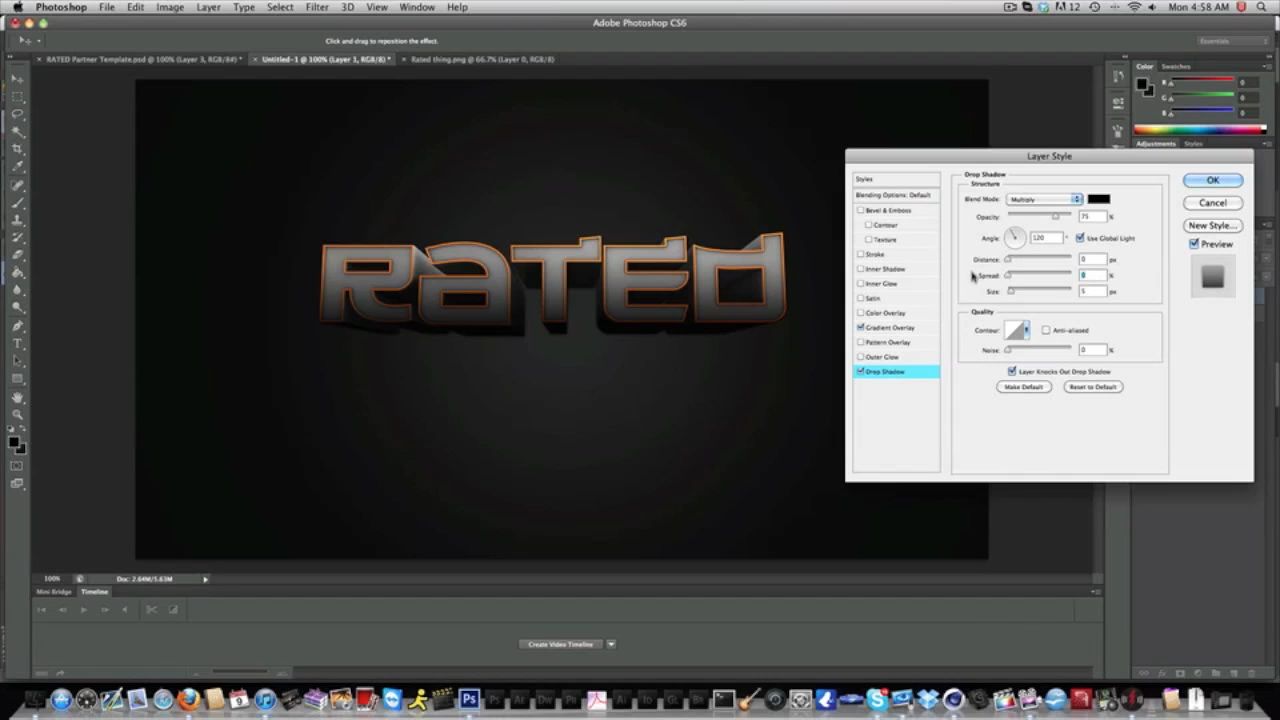 Photoshop File Edit Image Layer Type Select Filter 3D View Window Help
12 Mon 4:58 AM
Adobe Photoshop CS6
Click and drag to reposition the effect.
Essentials
× RATED Partner Template.psd @ 100% (Layer 3, RGB/8#) *
× Untitled-1 @ 100% (Layer 1, RGB/8) *
× Rated thing.png @ 66.7% (Layer 0, RGB/8)
Color Swatches
R 0
G 0
B 0
Adjustments Styles
RATED
Layer Style
Styles
Blending Options: Default
Bevel & Emboss
Contour
Texture
Stroke
Inner Shadow
Inner Glow
Satin
Color Overlay
Gradient Overlay
Pattern Overlay
Outer Glow
Drop Shadow
Drop Shadow
Structure
Blend Mode: Multiply
Opacity: 75 %
Angle: 120 ° Use Global Light
Distance: 0 px
Spread: 0 %
Size: 5 px
Quality
Contour: Anti-aliased
Noise: 0 %
Layer Knocks Out Drop Shadow
Make Default Reset to Default
OK
Cancel
New Style...
Preview
100% Doc: 2.64M/5.63M
Mini Bridge Timeline
Create Video Timeline